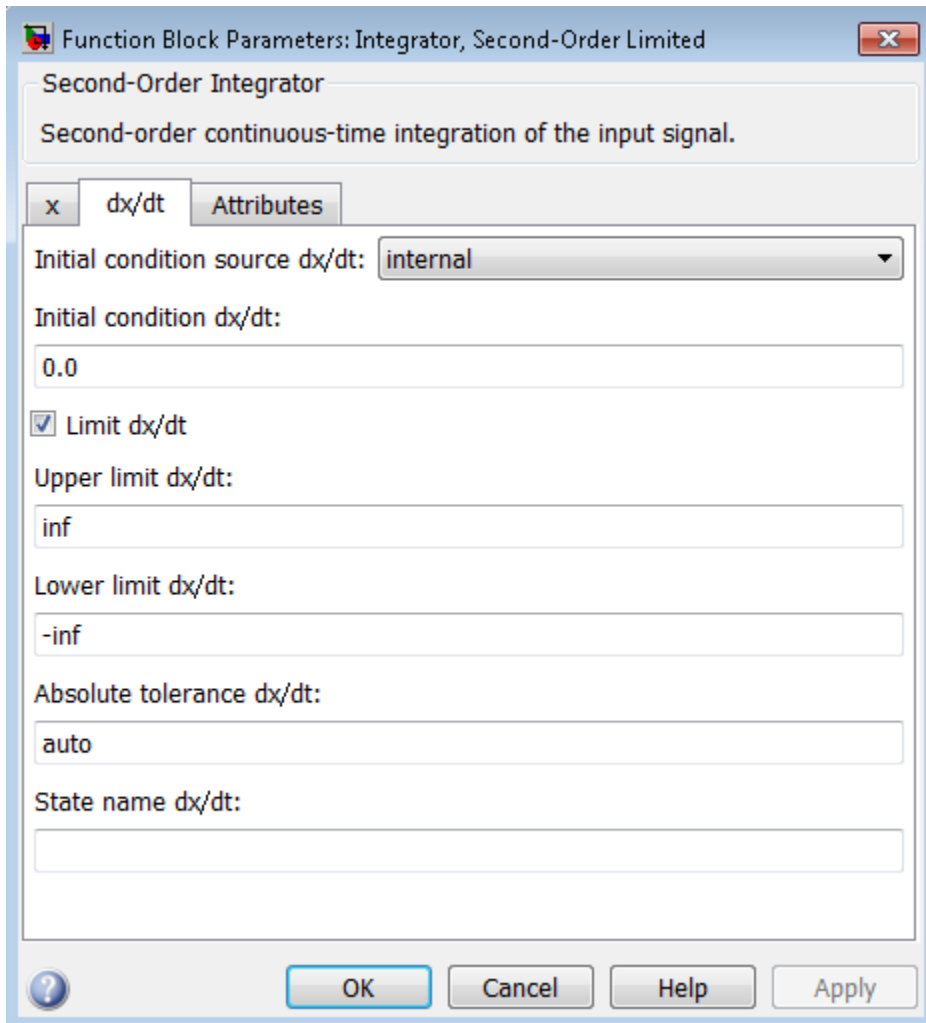 Function Block Parameters: Integrator, Second-Order Limited
Second-Order Integrator
Second-order continuous-time integration of the input signal.
x dx/dt Attributes
Initial condition source dx/dt: internal
Initial condition dx/dt:
0.0
Limit dx/dt
Upper limit dx/dt:
inf
Lower limit dx/dt:
-inf
Absolute tolerance dx/dt:
auto
State name dx/dt:
? OK Cancel Help Apply